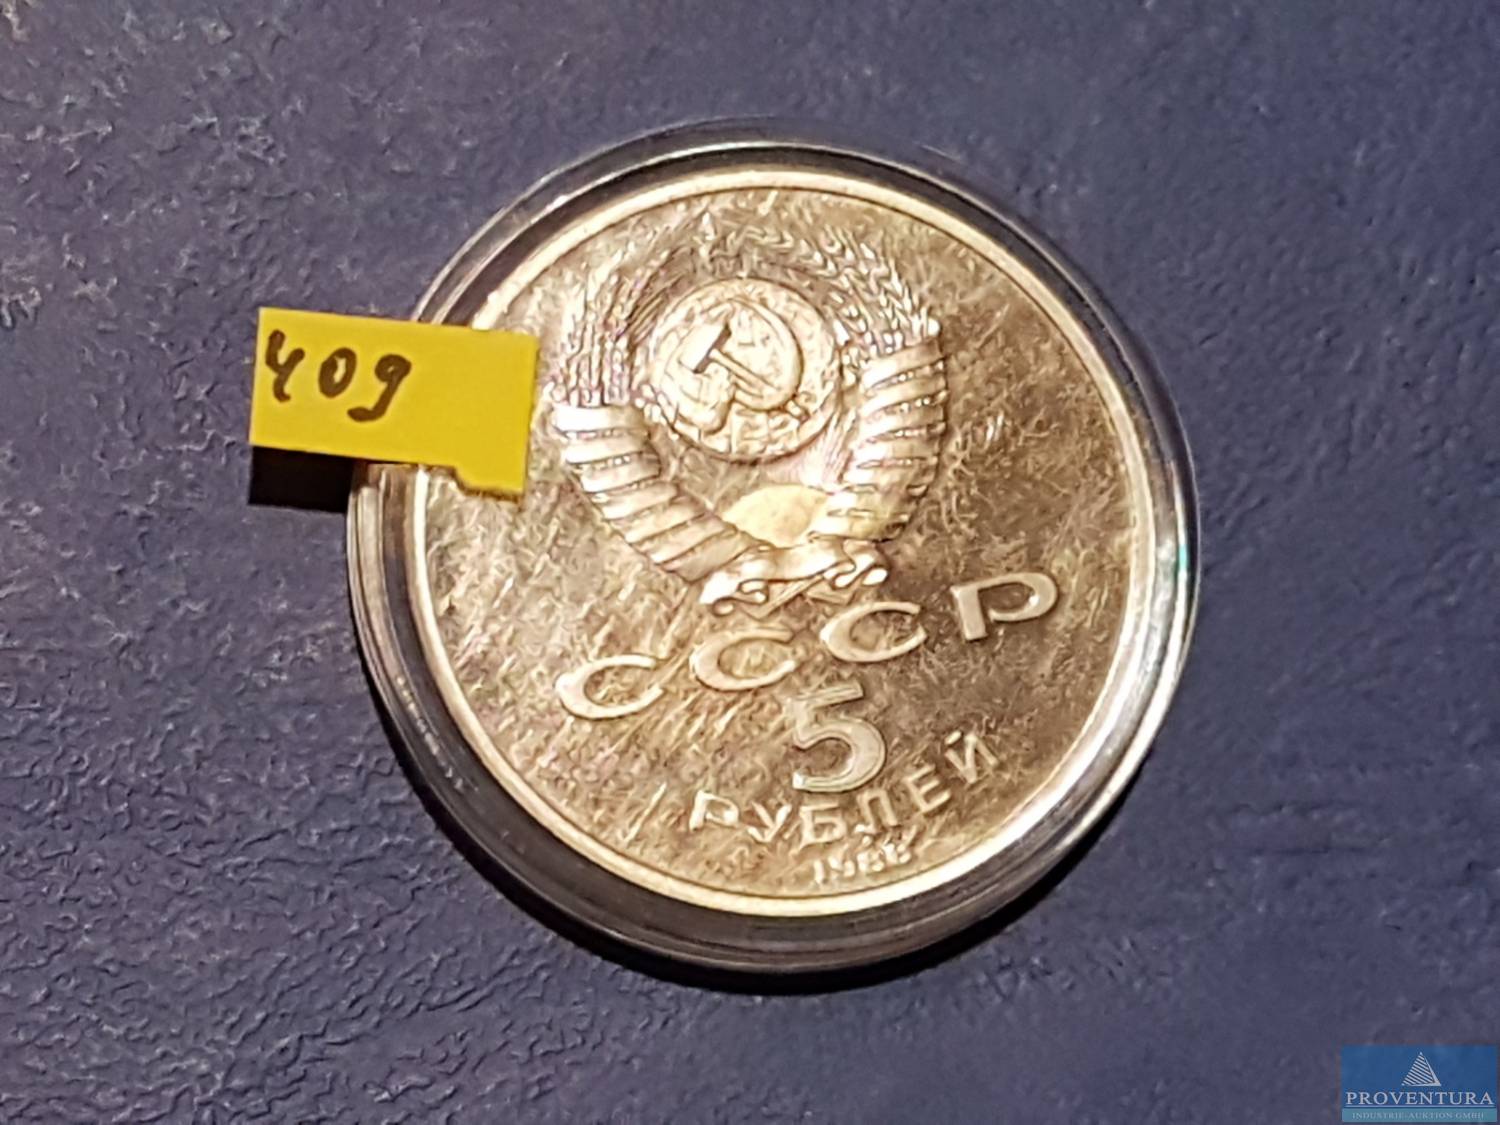 409
СССР
5
РУБЛЕЙ
1988
PROVENTURA
INDUSTRIE-AUKTION GMBH